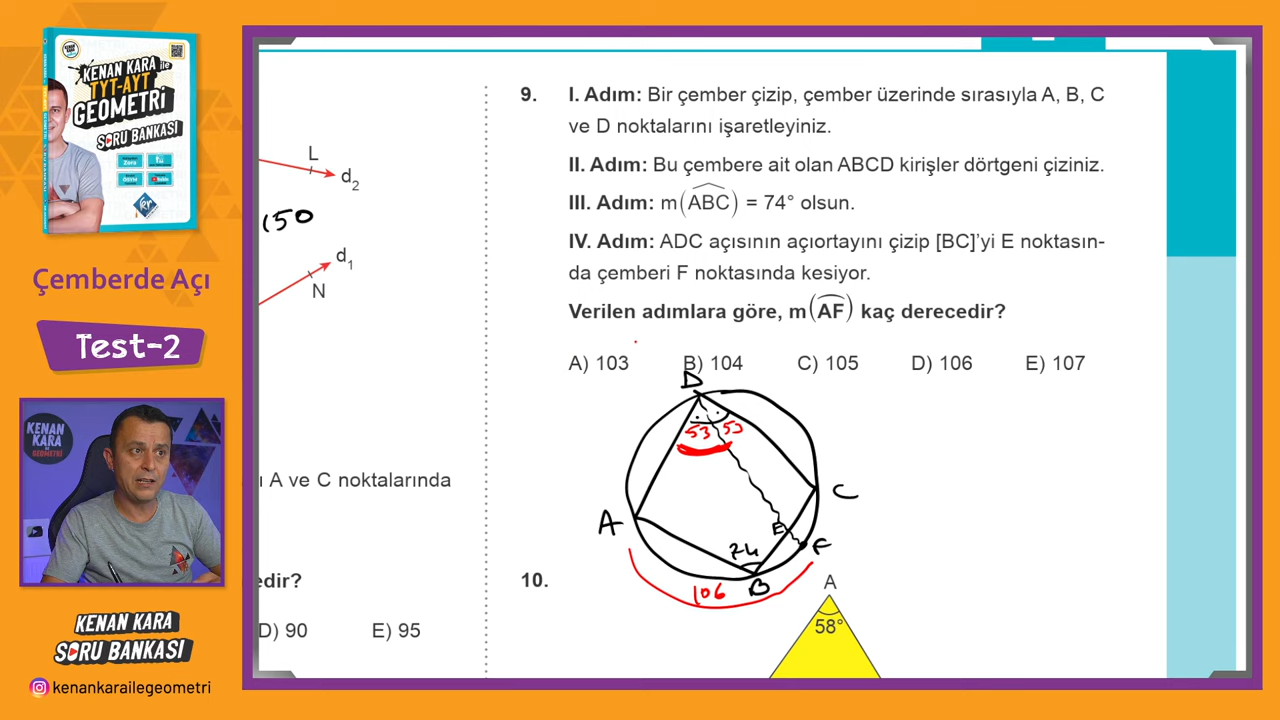 KENAN KARA
KENAN KARA ile
TYT-AYT
GEOMETRİ
SORU BANKASI
kr
Çemberde Açı
Test-2
KENAN
KARA
GEOMETRİ
KENAN KARA
SORU BANKASI
kenankarailegeometri
L
d2
150
d1
N
ı A ve C noktalarında
edir?
D) 90 E) 95
9. I. Adım: Bir çember çizip, çember üzerinde sırasıyla A, B, C
ve D noktalarını işaretleyiniz.
II. Adım: Bu çembere ait olan ABCD kirişler dörtgeni çiziniz.
III. Adım: m(ABC) = 74° olsun.
IV. Adım: ADC açısının açıortayını çizip [BC]'yi E noktasın-
da çemberi F noktasında kesiyor.
Verilen adımlara göre, m(AF) kaç derecedir?
A) 103 B) 104 C) 105 D) 106 E) 107
D
53 53
C
A
E
74
F
B
106
10.
A
58°